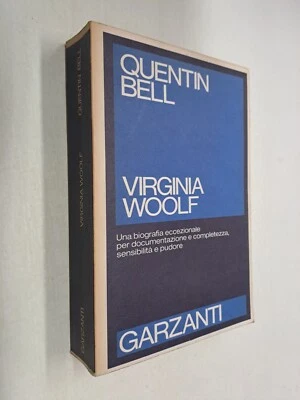 QUENTIN
BELL
VIRGINIA
WOOLF
Una biografia eccezionale
per documentazione e completezza,
sensibilità e pudore
GARZANTI
QUENTIN BELL
VIRGINIA WOOLF
GARZANTI